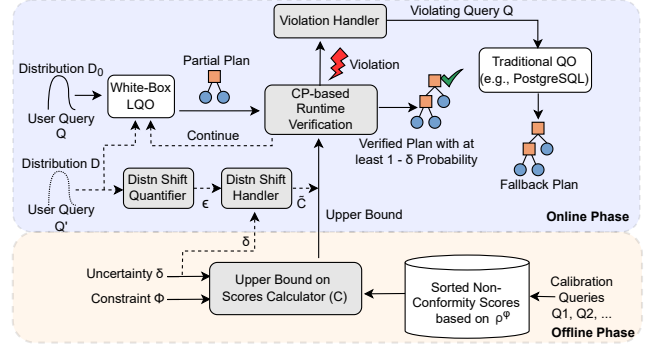 Violation Handler
Violating Query Q
Distribution D₀
User Query
Q
White-Box
LQO
Partial Plan
Violation
CP-based
Runtime
Verification
Continue
Verified Plan with at
least 1 - δ Probability
Traditional QO
(e.g., PostgreSQL)
Fallback Plan
Distribution D
User Query
Q'
Distn Shift
Quantifier
ϵ
Distn Shift
Handler
C̃
Upper Bound
Online Phase
δ
Uncertainty δ
Constraint Φ
Upper Bound on
Scores Calculator (C)
Sorted Non-
Conformity Scores
based on ρ^φ
Calibration
Queries
Q1, Q2, ...
Offline Phase